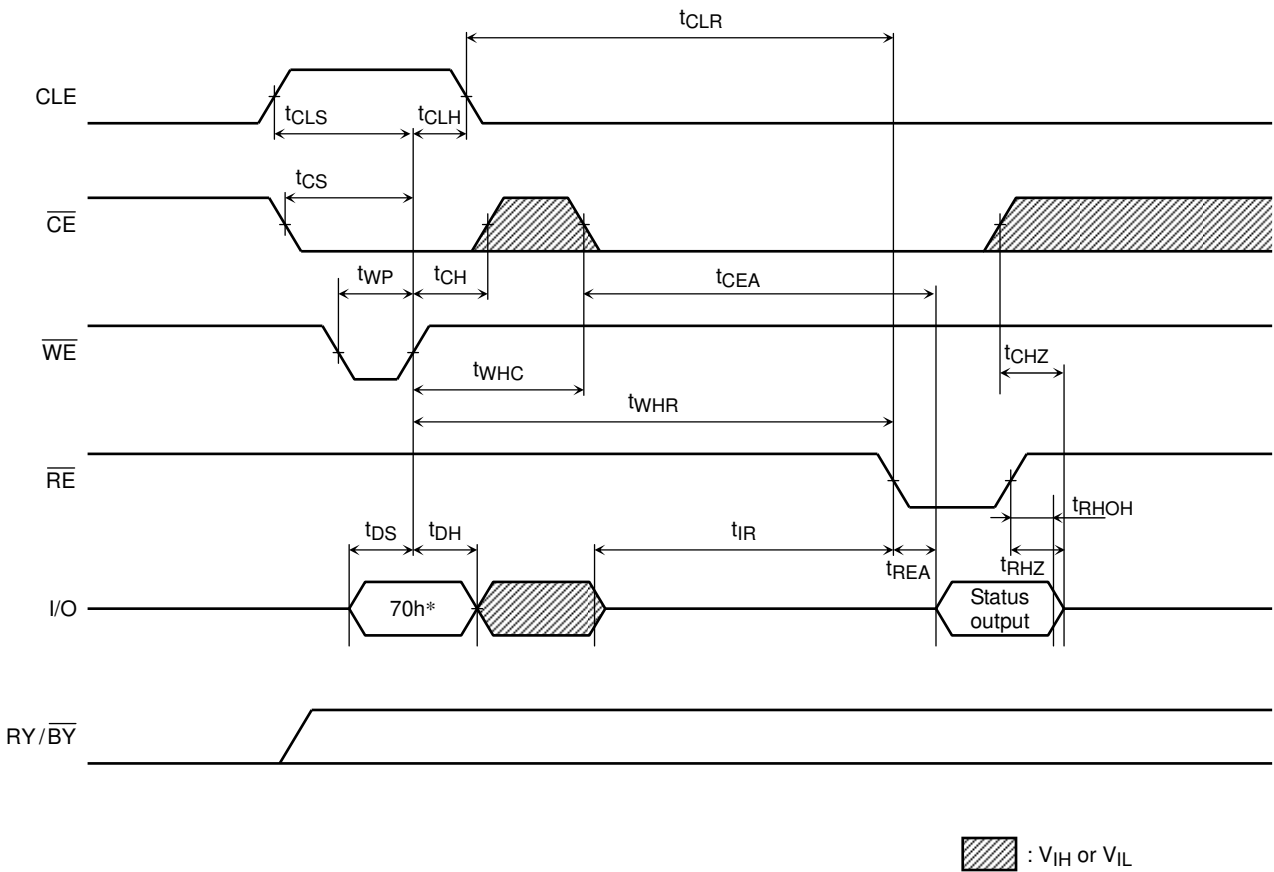 tCLR
CLE
tCLS
tCLH
tCS
CE
tWP
tCH
tCEA
WE
tCHZ
tWHC
tWHR
RE
tRHOH
tDS
tDH
tIR
tREA
tRHZ
I/O
70h*
Status
output
RY/BY
: VIH or VIL